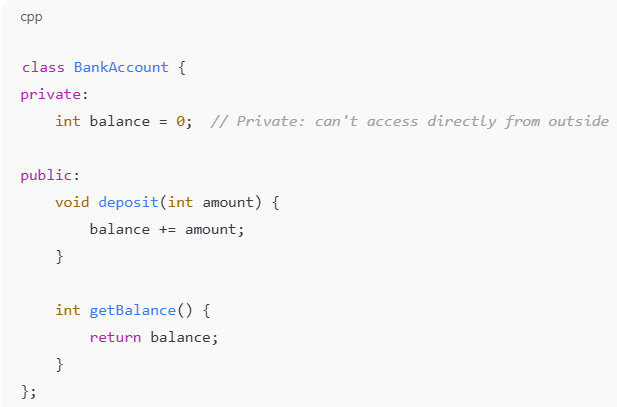 cpp
class BankAccount {
private:
    int balance = 0;  // Private: can't access directly from outside
public:
    void deposit(int amount) {
        balance += amount;
    }
    int getBalance() {
        return balance;
    }
};